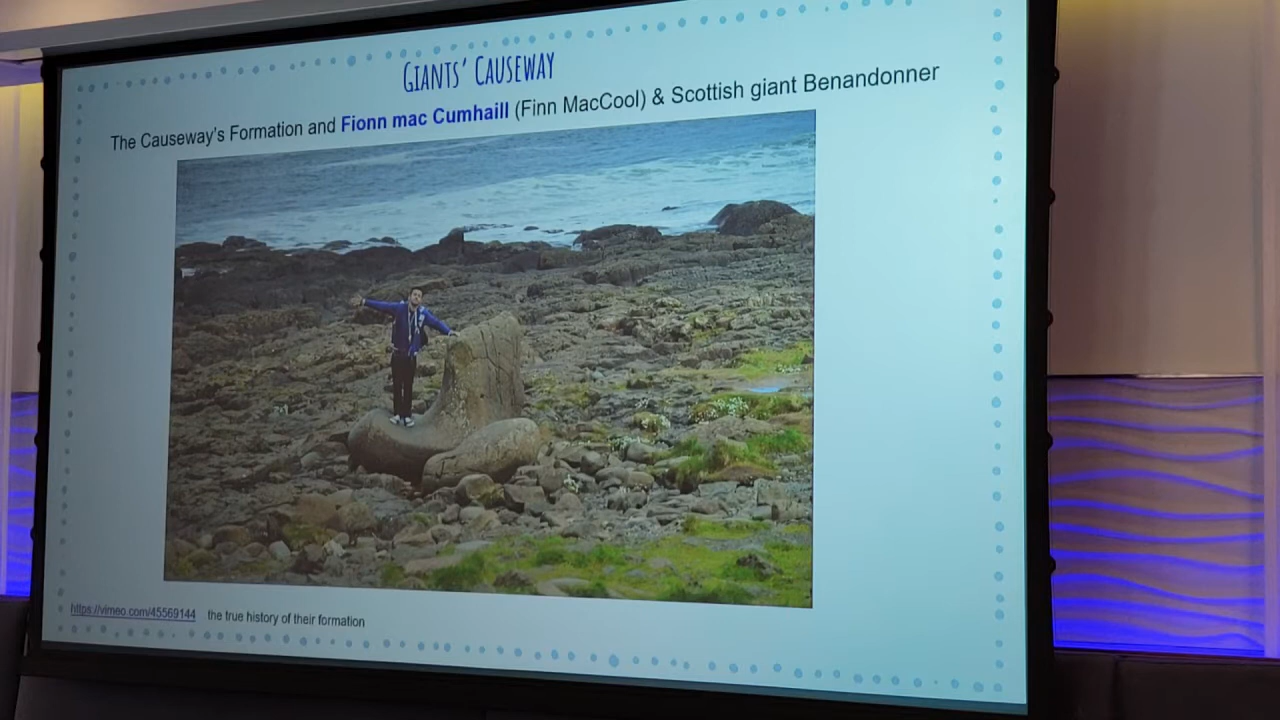 GIANTS' CAUSEWAY
The Causeway's Formation and Fionn mac Cumhaill (Finn MacCool) & Scottish giant Benandonner
https://vimeo.com/45569144 the true history of their formation